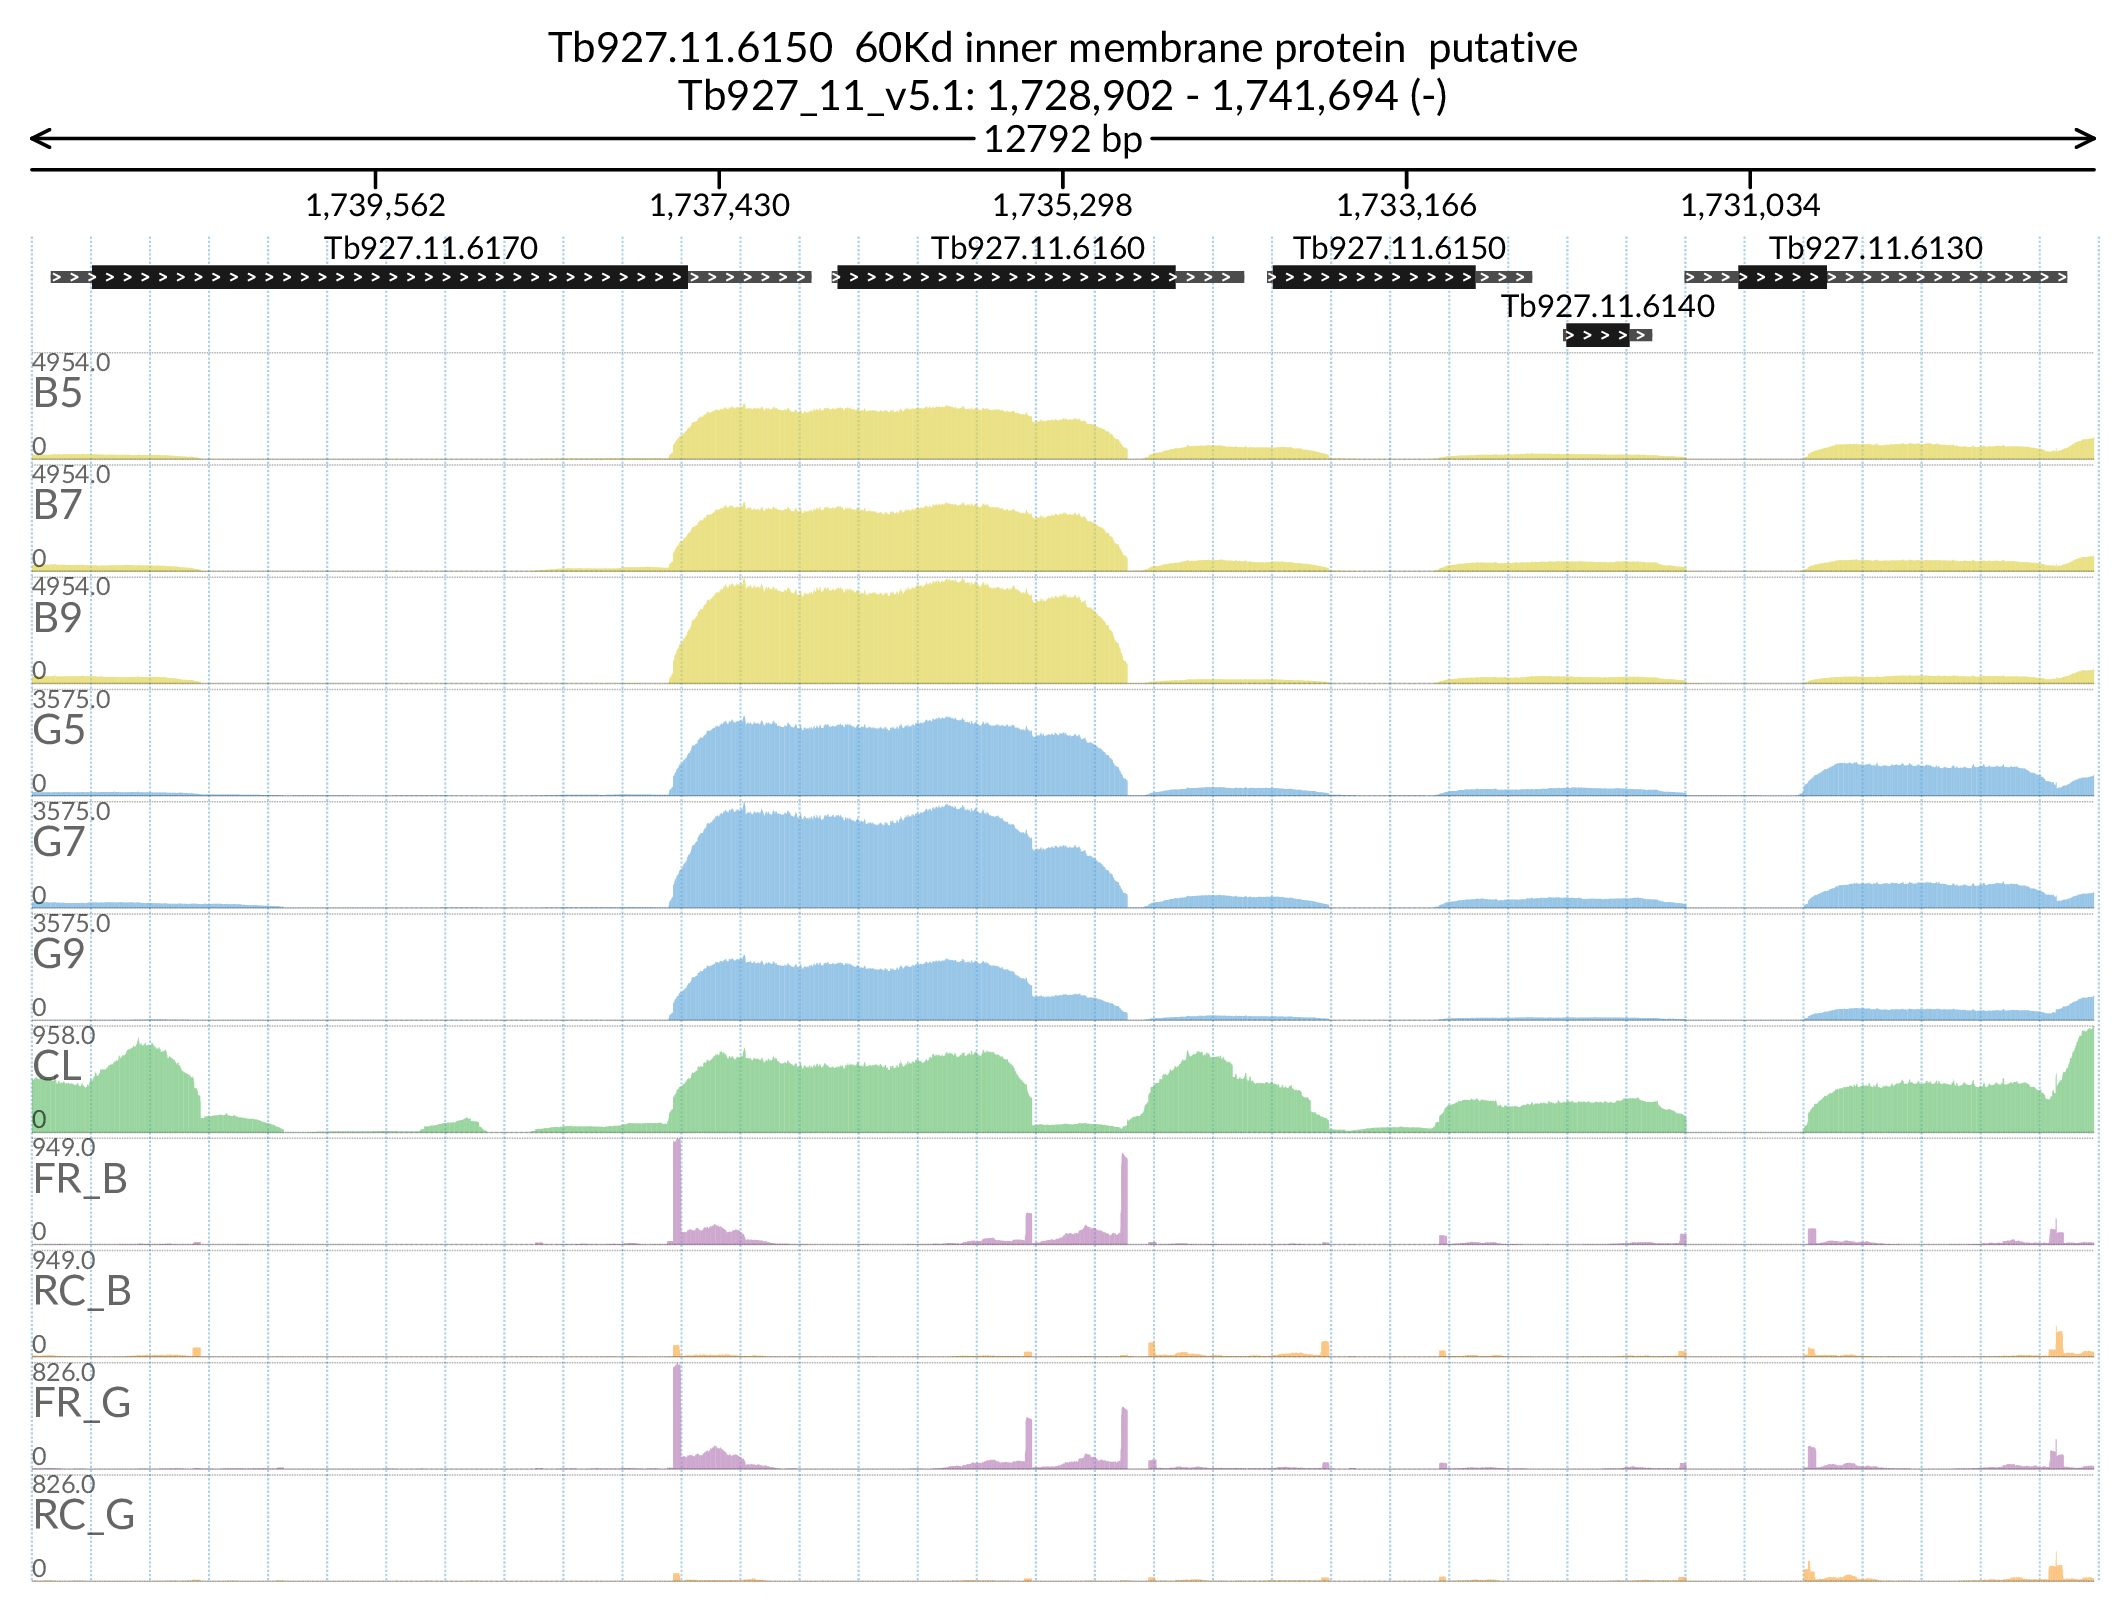 Tb927.11.6150  60Kd inner membrane protein  putative
Tb927_11_v5.1: 1,728,902 - 1,741,694 (-)
12792 bp
1,739,562 1,737,430 1,735,298 1,733,166 1,731,034
Tb927.11.6170 Tb927.11.6160 Tb927.11.6150 Tb927.11.6130
Tb927.11.6140
4954.0
B5
0
4954.0
B7
0
4954.0
B9
0
3575.0
G5
0
3575.0
G7
0
3575.0
G9
0
958.0
CL
0
949.0
FR_B
0
949.0
RC_B
0
826.0
FR_G
0
826.0
RC_G
0